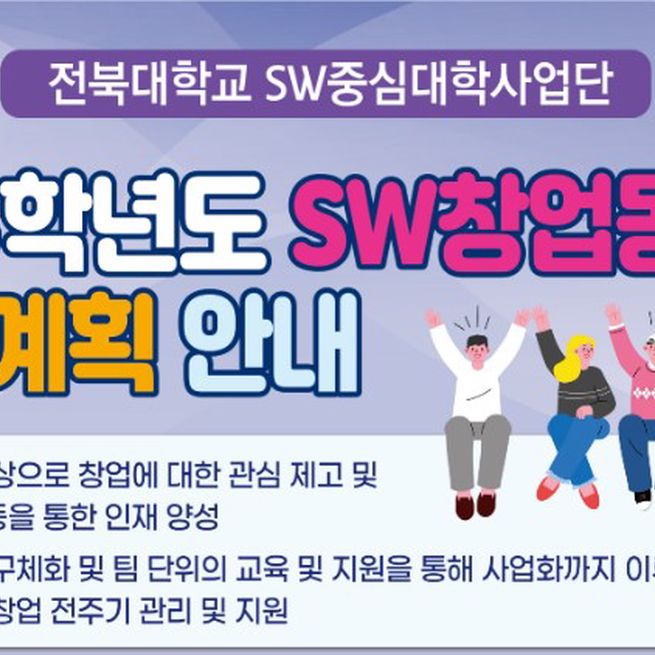 전북대학교 SW중심대학사업단
학년도 SW창업동
계획 안내
상으로 창업에 대한 관심 제고 및
등을 통한 인재 양성
구체화 및 팀 단위의 교육 및 지원을 통해 사업화까지 이
창업 전주기 관리 및 지원